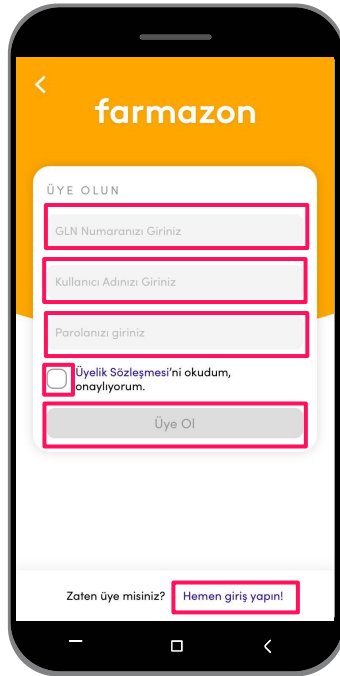 farmazon
ÜYE OLUN
GLN Numaranızı Giriniz
Kullanıcı Adınızı Giriniz
Parolanızı giriniz
Üyelik Sözleşmesi'ni okudum,
onaylıyorum.
Üye Ol
Zaten üye misiniz? Hemen giriş yapın!